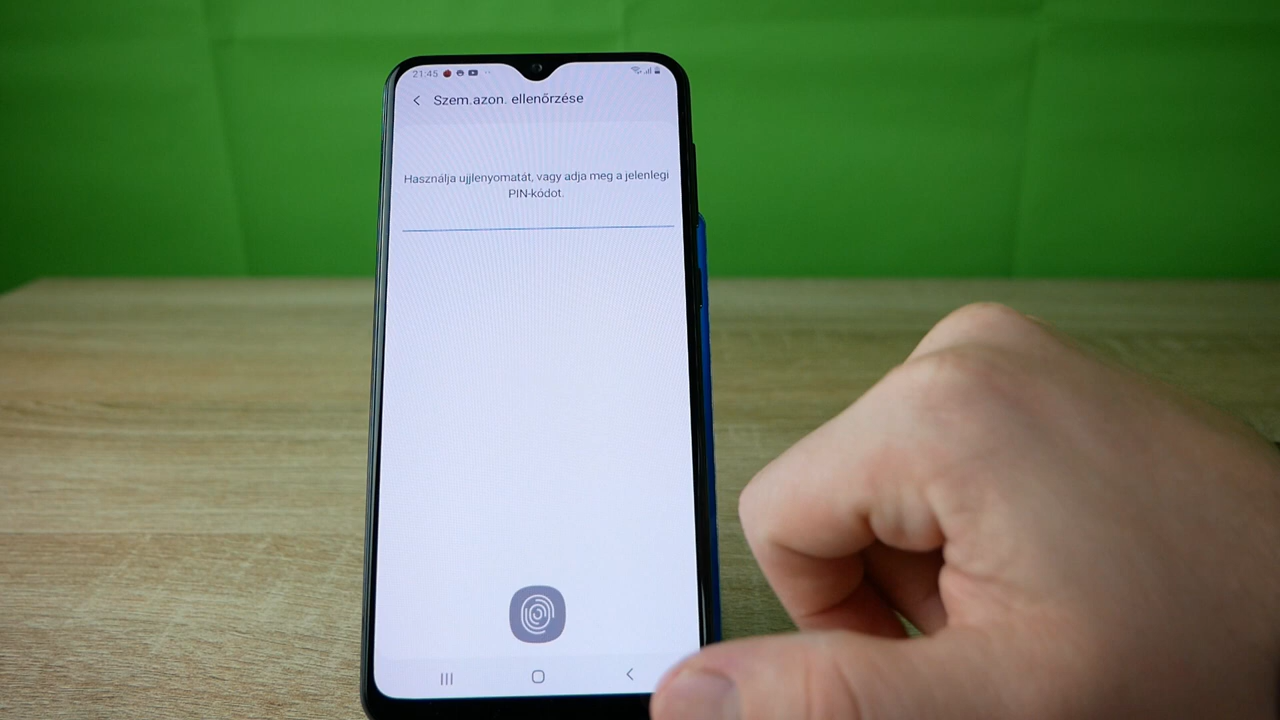 21:45
Szem.azon. ellenőrzése
Használja ujjlenyomatát, vagy adja meg a jelenlegi
PIN-kódot.